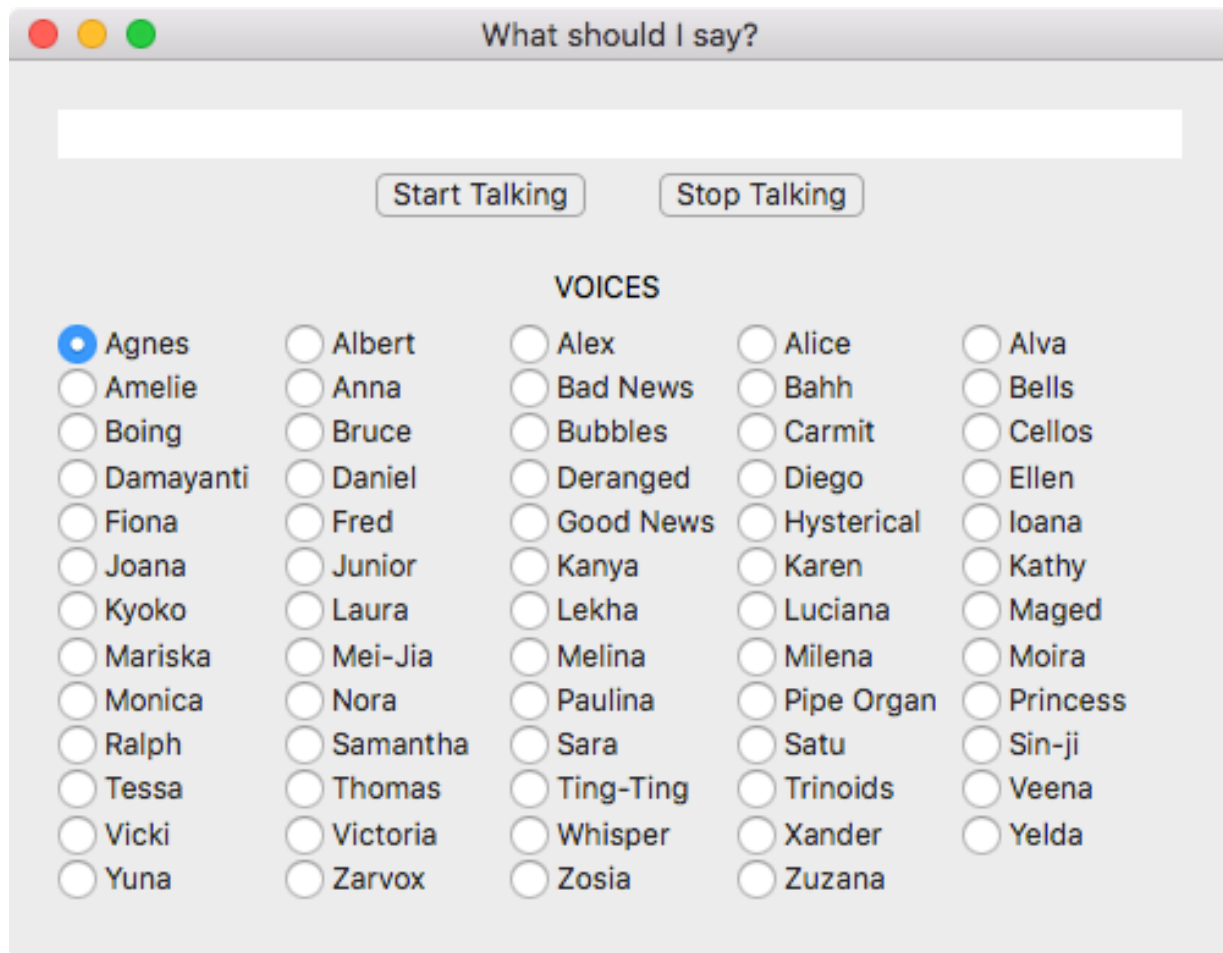 What should I say?
Start Talking Stop Talking
VOICES
Agnes Albert Alex Alice Alva
Amelie Anna Bad News Bahh Bells
Boing Bruce Bubbles Carmit Cellos
Damayanti Daniel Deranged Diego Ellen
Fiona Fred Good News Hysterical Ioana
Joana Junior Kanya Karen Kathy
Kyoko Laura Lekha Luciana Maged
Mariska Mei-Jia Melina Milena Moira
Monica Nora Paulina Pipe Organ Princess
Ralph Samantha Sara Satu Sin-ji
Tessa Thomas Ting-Ting Trinoids Veena
Vicki Victoria Whisper Xander Yelda
Yuna Zarvox Zosia Zuzana